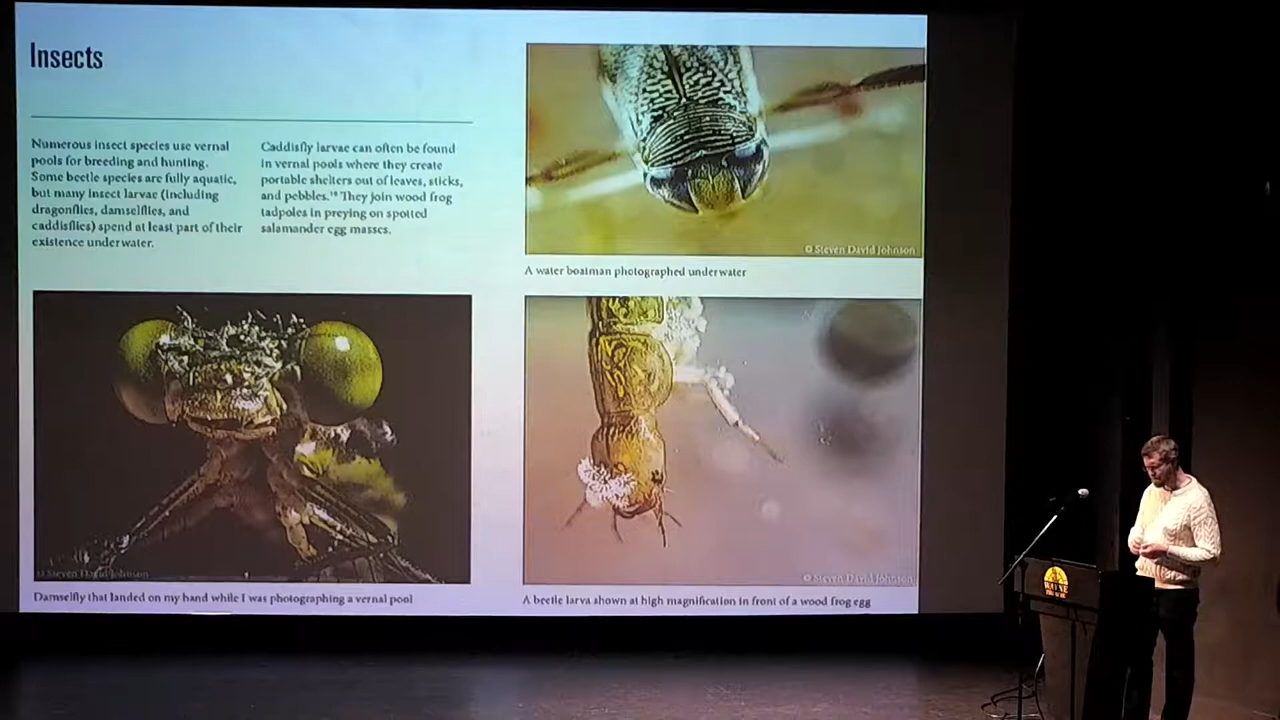 Insects
Numerous insect species use vernal
pools for breeding and hunting.
Some beetle species are fully aquatic,
but many insect larvae (including
dragonflies, damselflies, and
caddisflies) spend at least part of their
existence underwater.
Caddisfly larvae can often be found
in vernal pools where they create
portable shelters out of leaves, sticks,
and pebbles. They join wood frog
tadpoles in preying on spotted
salamander egg masses.
© Steven David Johnson
A water boatman photographed underwater
© Steven David Johnson
Damselfly that landed on my hand while I was photographing a vernal pool
© Steven David Johnson
A beetle larva shown at high magnification in front of a wood frog egg